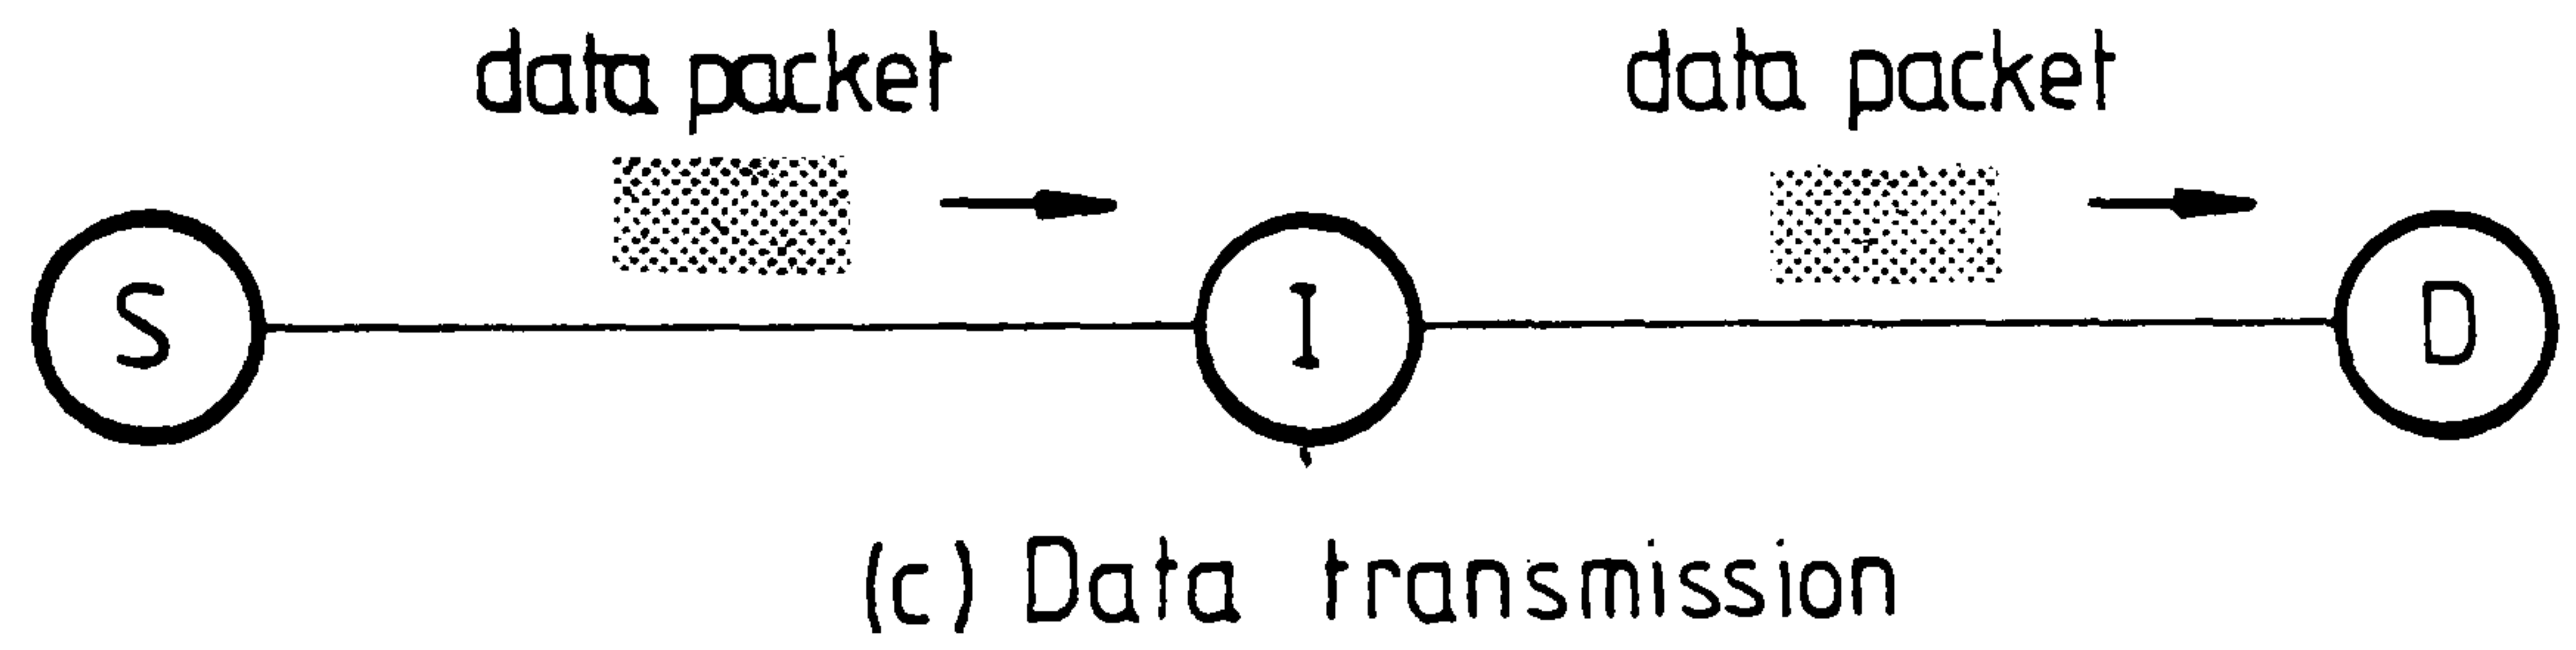 data packet data packet
S I D
(c) Data transmission